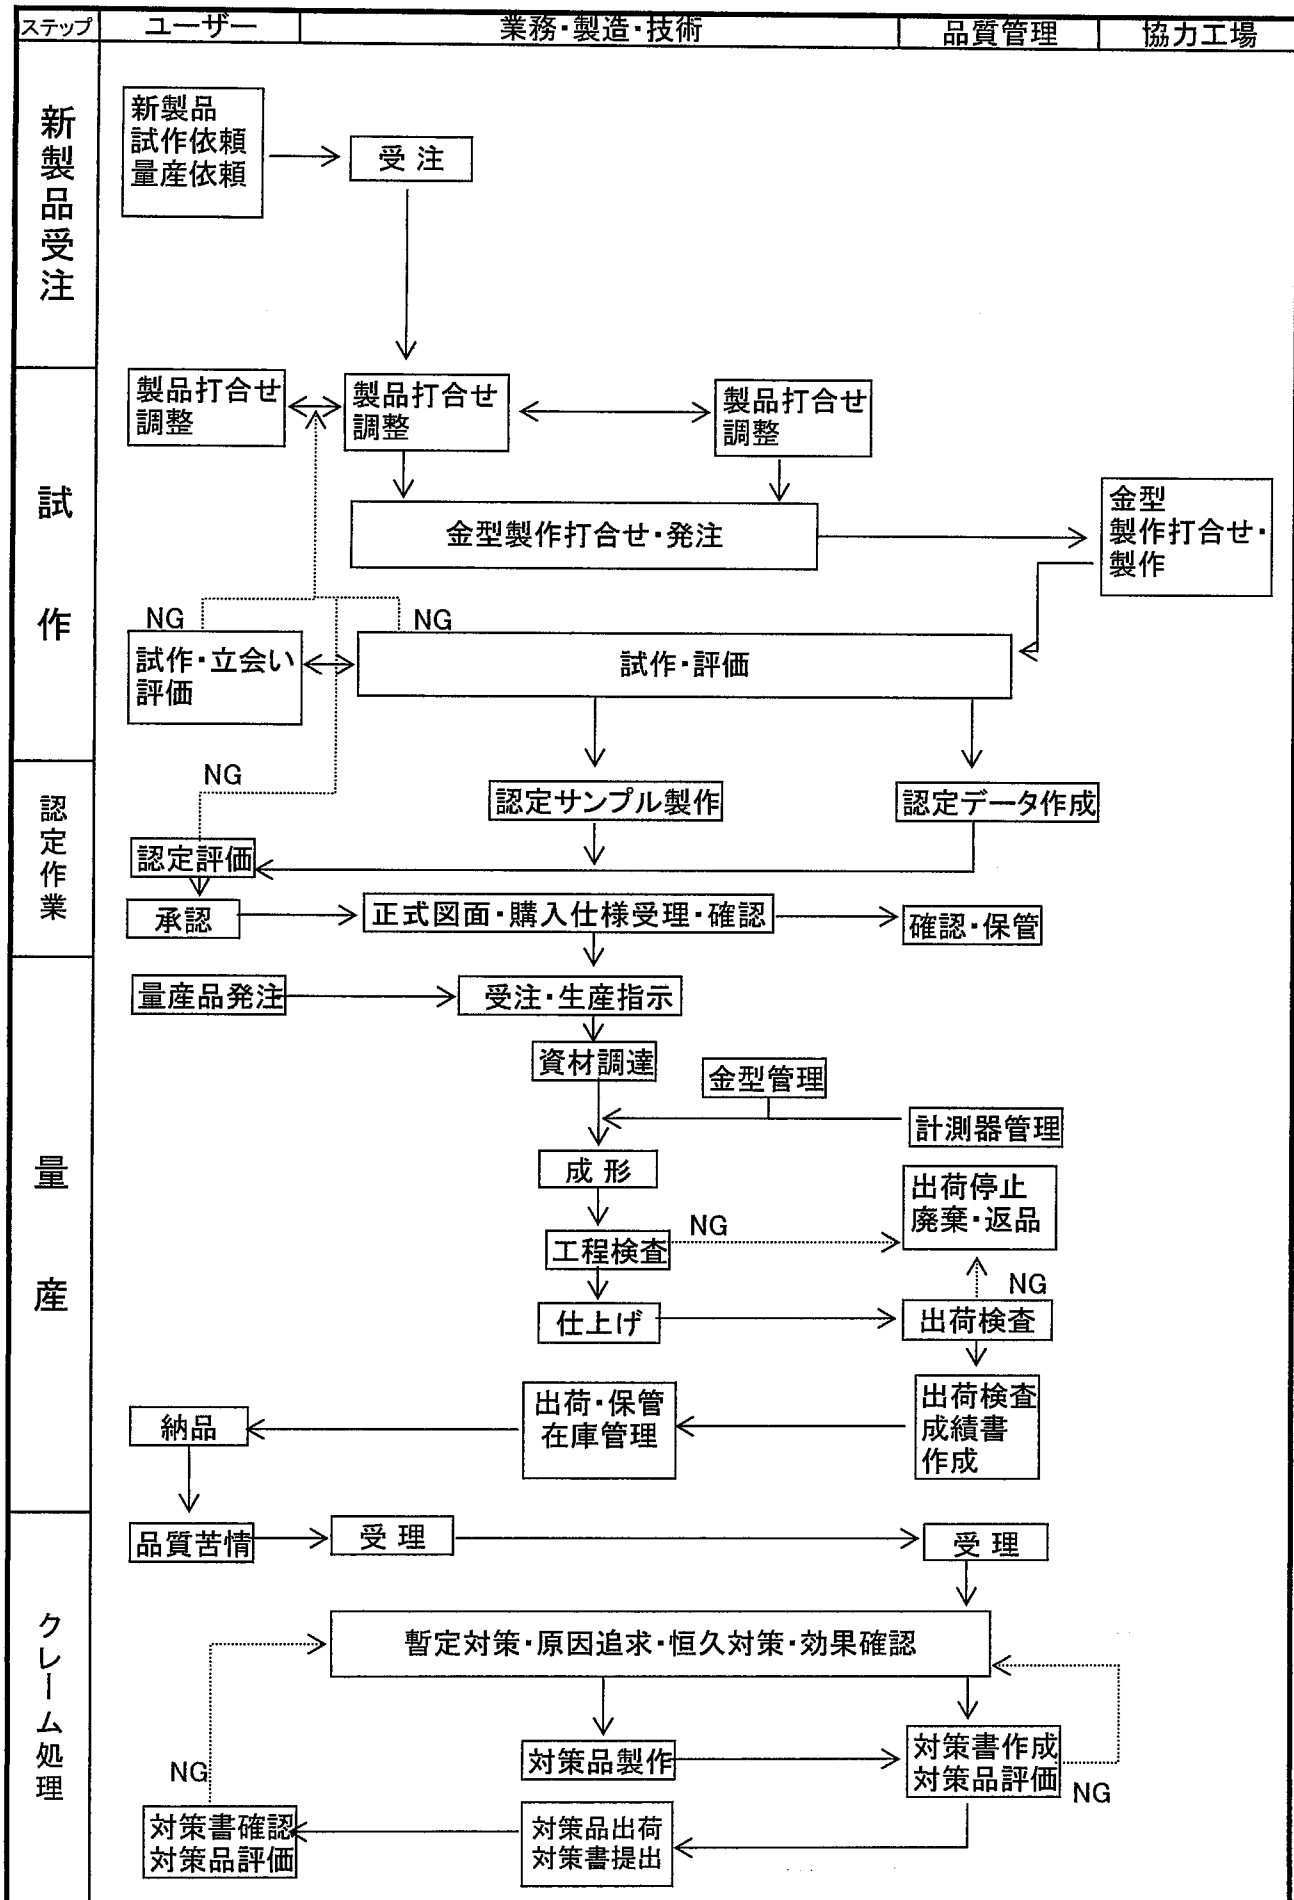 ステップ
ユーザー
業務・製造・技術
品質管理
協力工場
新製品受注
新製品
試作依頼
量産依頼
受注
試作
製品打合せ
調整
製品打合せ
調整
製品打合せ
調整
金型製作打合せ・発注
金型
製作打合せ・
製作
NG
NG
試作・立会い
評価
試作・評価
認定作業
NG
認定サンプル製作
認定データ作成
認定評価
承認
正式図面・購入仕様受理・確認
確認・保管
量産
量産品発注
受注・生産指示
資材調達
金型管理
計測器管理
成形
出荷停止
廃棄・返品
工程検査
NG
NG
仕上げ
出荷検査
納品
出荷・保管
在庫管理
出荷検査
成績書
作成
クレーム処理
品質苦情
受理
受理
暫定対策・原因追求・恒久対策・効果確認
対策品製作
対策書作成
対策品評価
NG
NG
対策書確認
対策品評価
対策品出荷
対策書提出